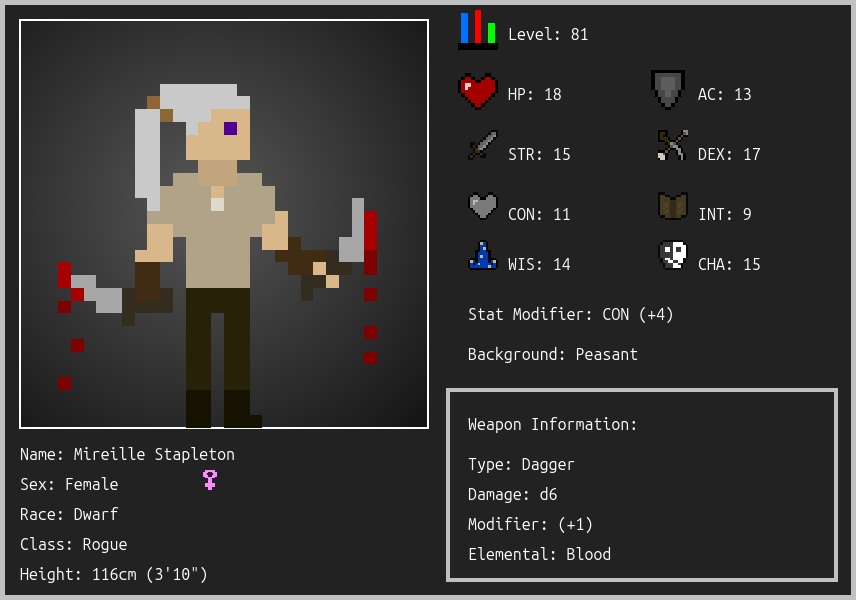 Level: 81
HP: 18
AC: 13
STR: 15
DEX: 17
CON: 11
INT: 9
WIS: 14
CHA: 15
Stat Modifier: CON (+4)
Background: Peasant
Weapon Information:
Type: Dagger
Damage: d6
Modifier: (+1)
Elemental: Blood
Name: Mireille Stapleton
Sex: Female
Race: Dwarf
Class: Rogue
Height: 116cm (3'10")